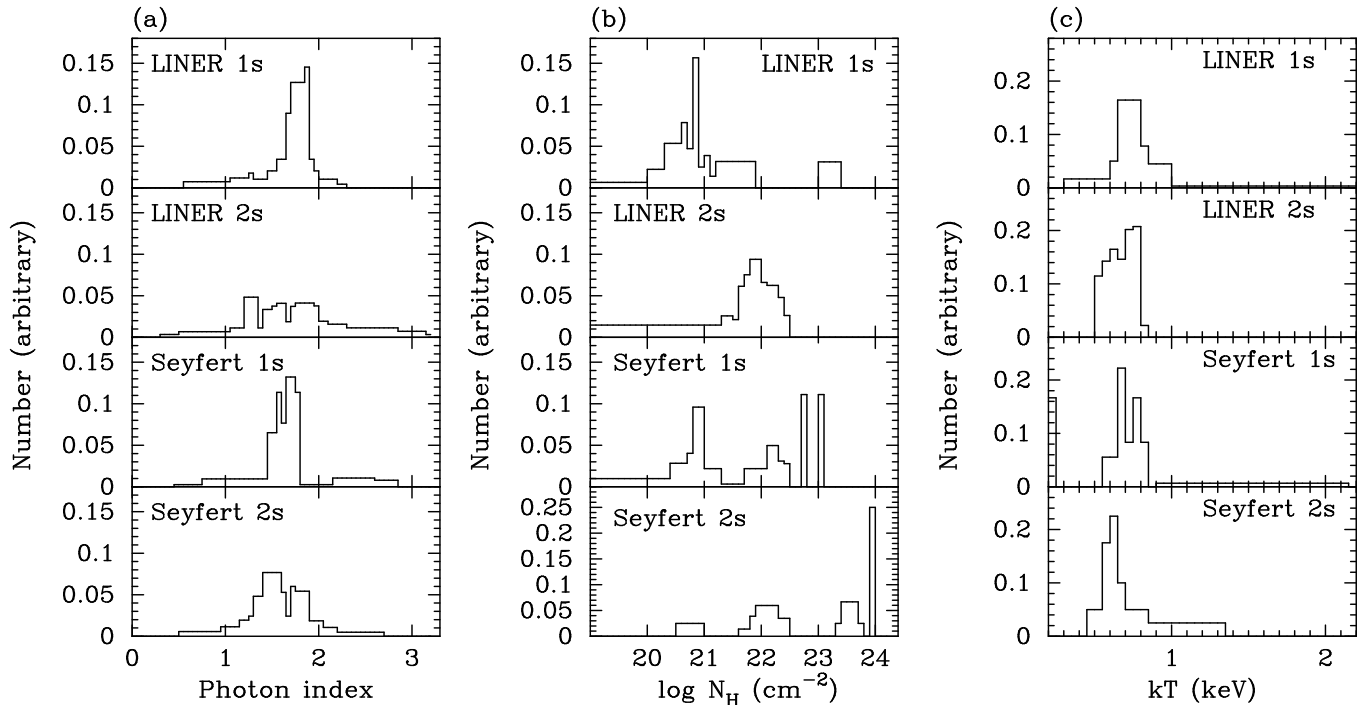 (a)
LINER 1s
0.15
0.1
0.05
0
LINER 2s
0.15
0.1
0.05
0
Seyfert 1s
0.15
0.1
0.05
0
Seyfert 2s
0.15
0.1
0.05
0
0 1 2 3
Photon index
Number (arbitrary)
(b)
LINER 1s
0.15
0.1
0.05
0
LINER 2s
0.15
0.1
0.05
0
Seyfert 1s
0.15
0.1
0.05
0
Seyfert 2s
0.25
0.2
0.15
0.1
0.05
0
20 21 22 23 24
log N_H (cm⁻²)
Number (arbitrary)
(c)
LINER 1s
0.2
0.1
0
LINER 2s
0.2
0.1
0
Seyfert 1s
0.2
0.1
0
Seyfert 2s
0.2
0.1
0
1 2
kT (keV)
Number (arbitrary)